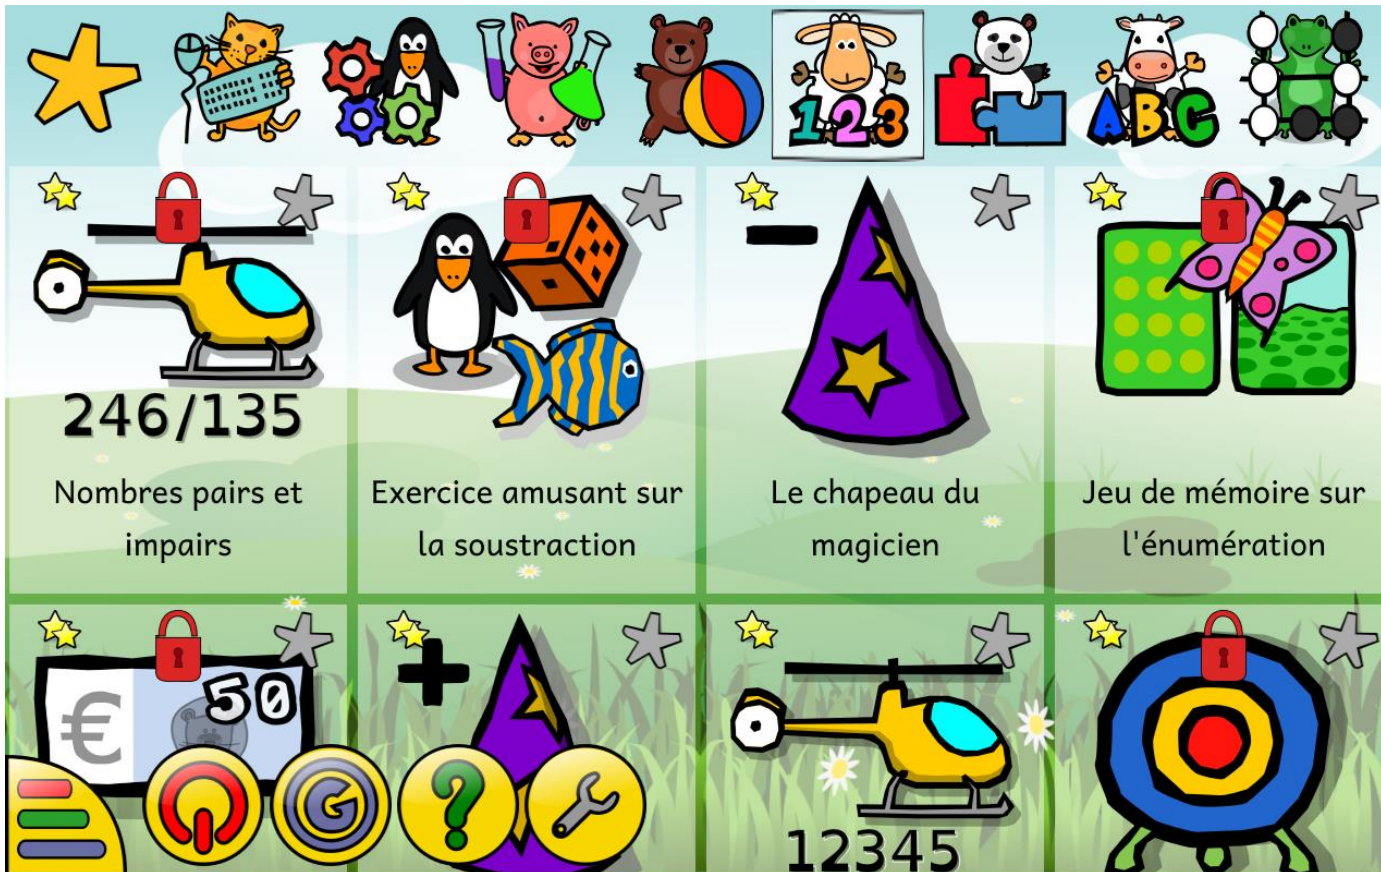 123
ABC
246/135
Nombres pairs et
impairs
Exercice amusant sur
la soustraction
Le chapeau du
magicien
Jeu de mémoire sur
l'énumération
€ 50
G
?
12345